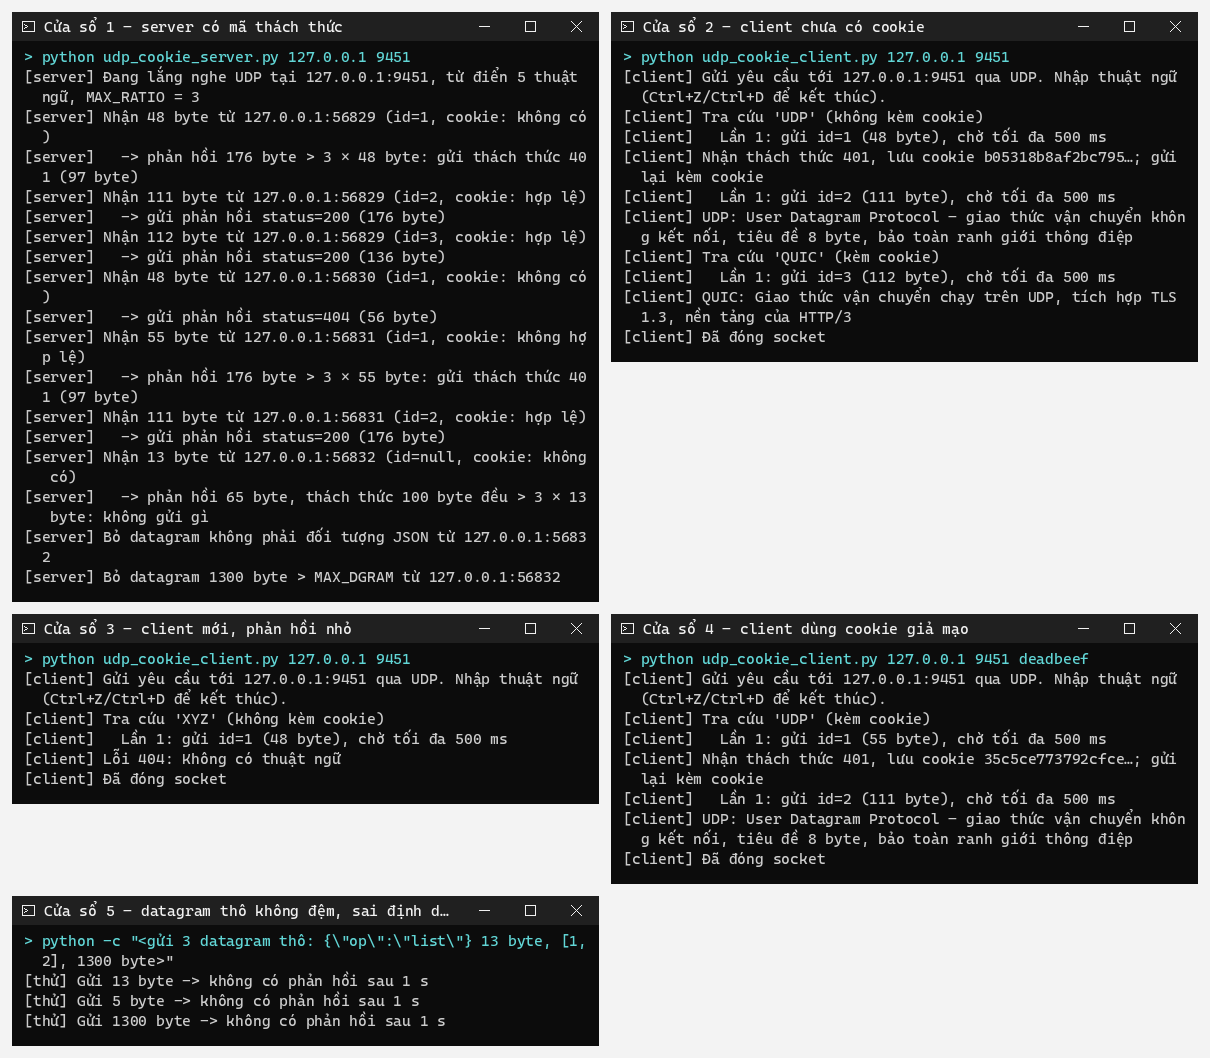 Cửa sổ 1 – server có mã thách thức
> python udp_cookie_server.py 127.0.0.1 9451
[server] Đang lắng nghe UDP tại 127.0.0.1:9451, từ điển 5 thuật
ngữ, MAX_RATIO = 3
[server] Nhận 48 byte từ 127.0.0.1:56829 (id=1, cookie: không có
)
[server]   -> phản hồi 176 byte > 3 × 48 byte: gửi thách thức 40
1 (97 byte)
[server] Nhận 111 byte từ 127.0.0.1:56829 (id=2, cookie: hợp lệ)
[server]   -> gửi phản hồi status=200 (176 byte)
[server] Nhận 112 byte từ 127.0.0.1:56829 (id=3, cookie: hợp lệ)
[server]   -> gửi phản hồi status=200 (136 byte)
[server] Nhận 48 byte từ 127.0.0.1:56830 (id=1, cookie: không có
)
[server]   -> gửi phản hồi status=404 (56 byte)
[server] Nhận 55 byte từ 127.0.0.1:56831 (id=1, cookie: không hợ
p lệ)
[server]   -> phản hồi 176 byte > 3 × 55 byte: gửi thách thức 40
1 (97 byte)
[server] Nhận 111 byte từ 127.0.0.1:56831 (id=2, cookie: hợp lệ)
[server]   -> gửi phản hồi status=200 (176 byte)
[server] Nhận 13 byte từ 127.0.0.1:56832 (id=null, cookie: không
có)
[server]   -> phản hồi 65 byte, thách thức 100 byte đều > 3 × 13
byte: không gửi gì
[server] Bỏ datagram không phải đối tượng JSON từ 127.0.0.1:5683
2
[server] Bỏ datagram 1300 byte > MAX_DGRAM từ 127.0.0.1:56832
Cửa sổ 2 – client chưa có cookie
> python udp_cookie_client.py 127.0.0.1 9451
[client] Gửi yêu cầu tới 127.0.0.1:9451 qua UDP. Nhập thuật ngữ
(Ctrl+Z/Ctrl+D để kết thúc).
[client] Tra cứu 'UDP' (không kèm cookie)
[client]   Lần 1: gửi id=1 (48 byte), chờ tối đa 500 ms
[client] Nhận thách thức 401, lưu cookie b05318b8af2bc795…; gửi
lại kèm cookie
[client]   Lần 1: gửi id=2 (111 byte), chờ tối đa 500 ms
[client] UDP: User Datagram Protocol – giao thức vận chuyển khôn
g kết nối, tiêu đề 8 byte, bảo toàn ranh giới thông điệp
[client] Tra cứu 'QUIC' (kèm cookie)
[client]   Lần 1: gửi id=3 (112 byte), chờ tối đa 500 ms
[client] QUIC: Giao thức vận chuyển chạy trên UDP, tích hợp TLS
1.3, nền tảng của HTTP/3
[client] Đã đóng socket
Cửa sổ 3 – client mới, phản hồi nhỏ
> python udp_cookie_client.py 127.0.0.1 9451
[client] Gửi yêu cầu tới 127.0.0.1:9451 qua UDP. Nhập thuật ngữ
(Ctrl+Z/Ctrl+D để kết thúc).
[client] Tra cứu 'XYZ' (không kèm cookie)
[client]   Lần 1: gửi id=1 (48 byte), chờ tối đa 500 ms
[client] Lỗi 404: Không có thuật ngữ
[client] Đã đóng socket
Cửa sổ 4 – client dùng cookie giả mạo
> python udp_cookie_client.py 127.0.0.1 9451 deadbeef
[client] Gửi yêu cầu tới 127.0.0.1:9451 qua UDP. Nhập thuật ngữ
(Ctrl+Z/Ctrl+D để kết thúc).
[client] Tra cứu 'UDP' (kèm cookie)
[client]   Lần 1: gửi id=1 (55 byte), chờ tối đa 500 ms
[client] Nhận thách thức 401, lưu cookie 35c5ce773792cfce…; gửi
lại kèm cookie
[client]   Lần 1: gửi id=2 (111 byte), chờ tối đa 500 ms
[client] UDP: User Datagram Protocol – giao thức vận chuyển khôn
g kết nối, tiêu đề 8 byte, bảo toàn ranh giới thông điệp
[client] Đã đóng socket
Cửa sổ 5 – datagram thô không đệm, sai định d…
> python -c "<gửi 3 datagram thô: {\"op\":\"list\"} 13 byte, [1,
2], 1300 byte>"
[thử] Gửi 13 byte -> không có phản hồi sau 1 s
[thử] Gửi 5 byte -> không có phản hồi sau 1 s
[thử] Gửi 1300 byte -> không có phản hồi sau 1 s